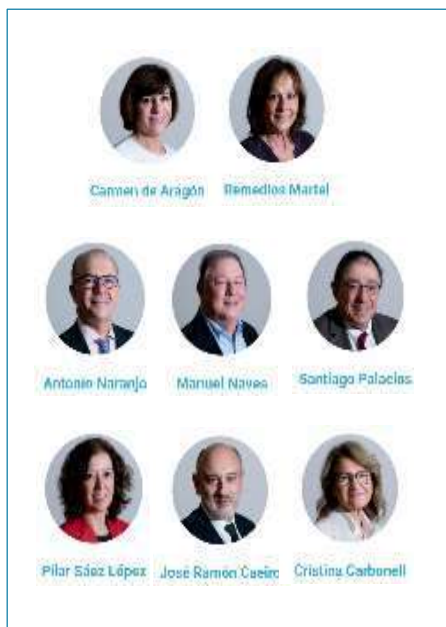 Carmen de Aragón
Remedios Martel
Antonio Naranjo
Manuel Naves
Santiago Palacios
Pilar Sáez López
José Ramón Caeiro
Cristina Carbonell